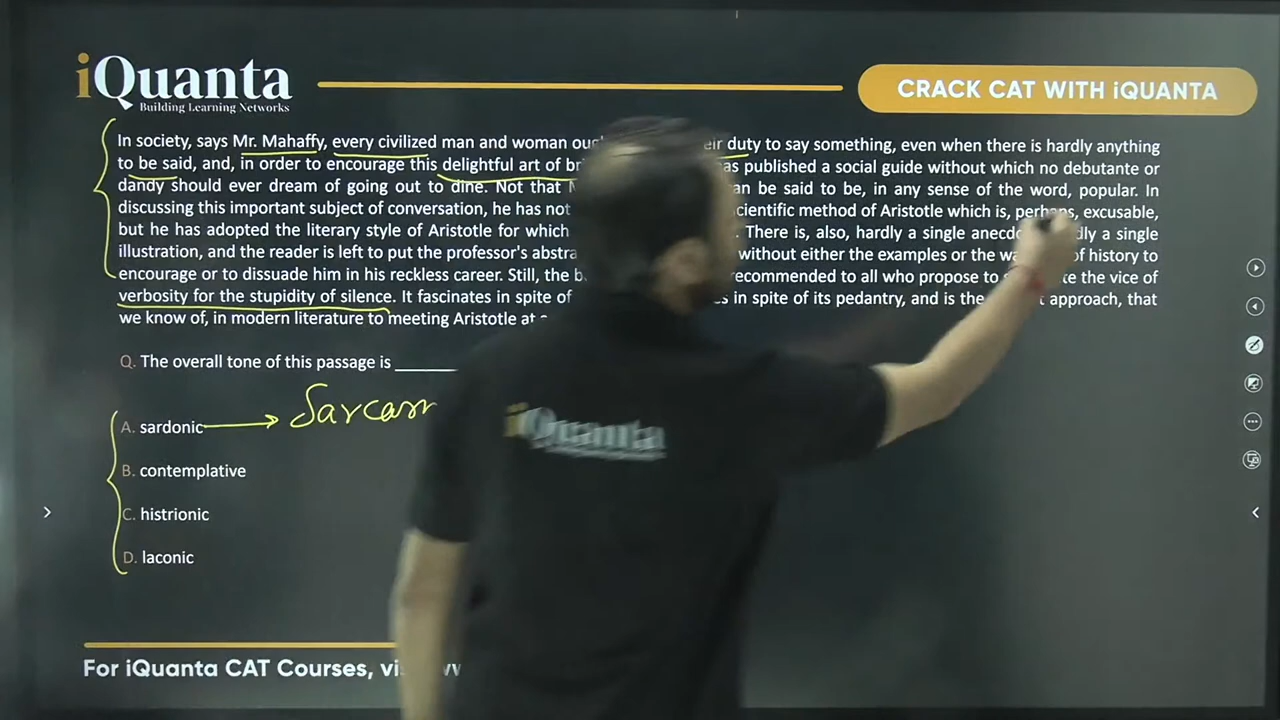 iQuanta
Building Learning Networks
CRACK CAT WITH iQUANTA
In society, says Mr. Mahaffy, every civilized man and woman duty to say something, even when there is hardly anything
to be said, and, in order to encourage this delightful art of published a social guide without which no debutante or
dandy should ever dream of going out to dine. Not that can be said to be, in any sense of the word, popular. In
discussing this important subject of conversation, he has not scientific method of Aristotle which is, perhaps, excusable,
but he has adopted the literary style of Aristotle for which There is, also, hardly a single a single
illustration, and the reader is left to put the professor's without either the examples or the of history to
encourage or to dissuade him in his reckless career. Still, the recommended to all who propose to the vice of
verbosity for the stupidity of silence. It fascinates in spite of in spite of its pedantry, and is the approach, that
we know of, in modern literature to meeting Aristotle at
Q. The overall tone of this passage is
A. sardonic Sarcasm
B. contemplative
C. histrionic
D. laconic
For iQuanta CAT Courses,
iQuanta